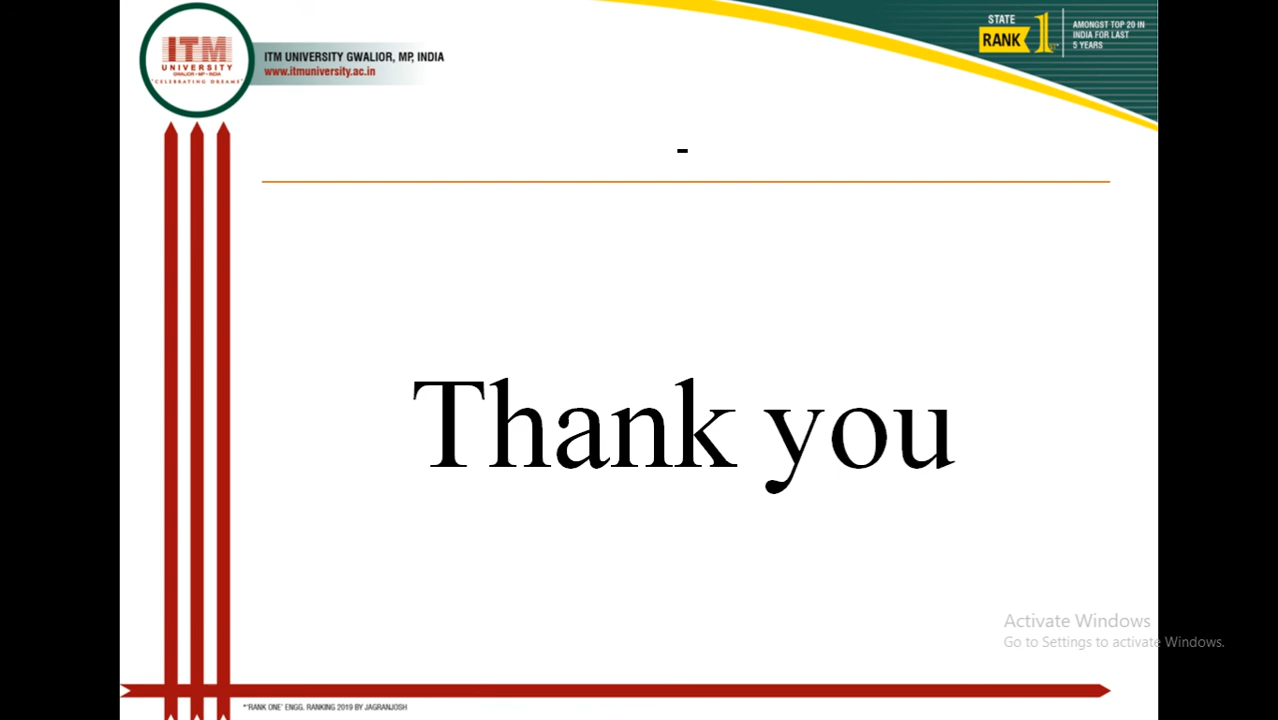 ITM
UNIVERSITY
GWALIOR • MP • INDIA
"CELEBRATING DREAMS"
ITM UNIVERSITY GWALIOR, MP, INDIA
www.itmuniversity.ac.in
STATE
RANK 1ST*
AMONGST TOP 20 IN
INDIA FOR LAST
5 YEARS
-
Thank you
Activate Windows
Go to Settings to activate Windows.
*'RANK ONE' ENGG. RANKING 2019 BY JAGRANJOSH